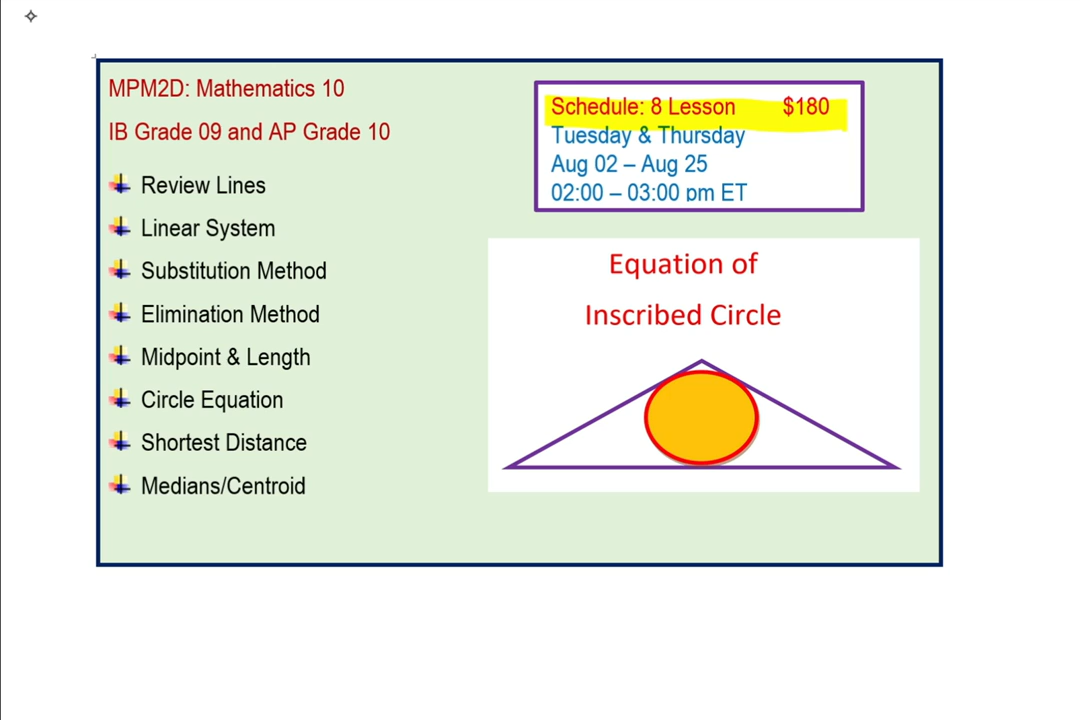 MPM2D: Mathematics 10
IB Grade 09 and AP Grade 10
Review Lines
Linear System
Substitution Method
Elimination Method
Midpoint & Length
Circle Equation
Shortest Distance
Medians/Centroid
Schedule: 8 Lesson $180
Tuesday & Thursday
Aug 02 – Aug 25
02:00 – 03:00 pm ET
Equation of
Inscribed Circle